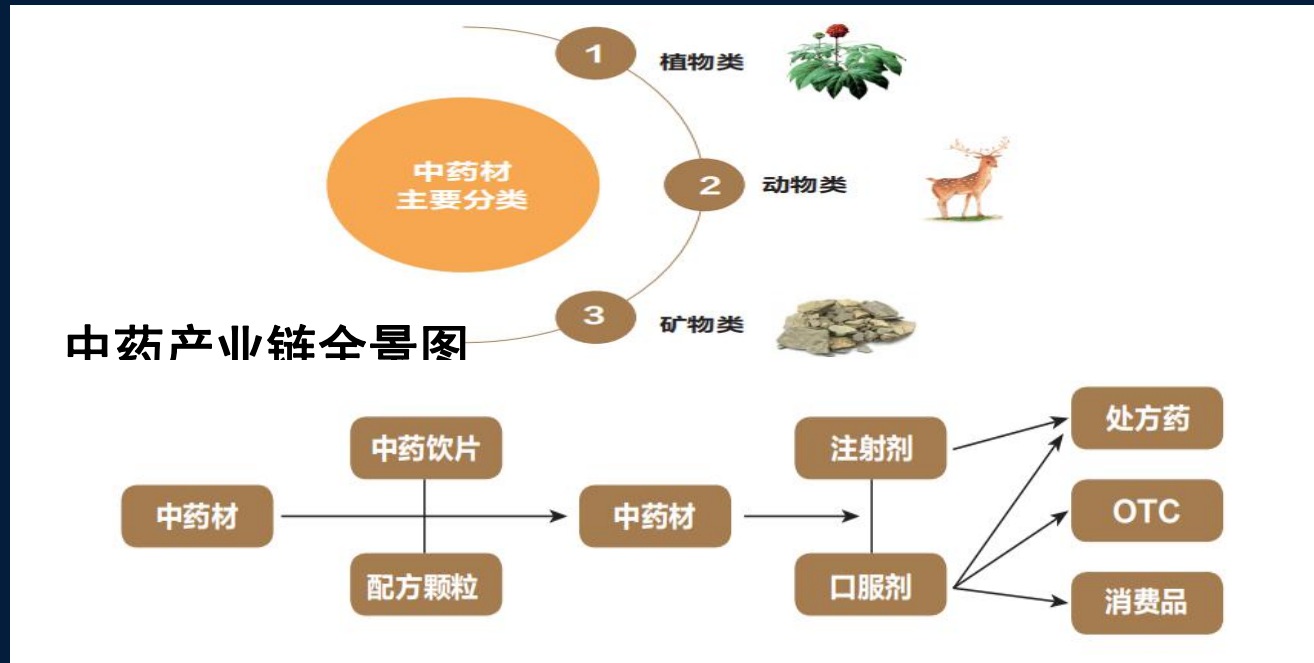 1
植物类
中药材
主要分类
2
动物类
3
矿物类
中药产业链全景图
中药饮片
注射剂
处方药
中药材
中药材
OTC
配方颗粒
口服剂
消费品